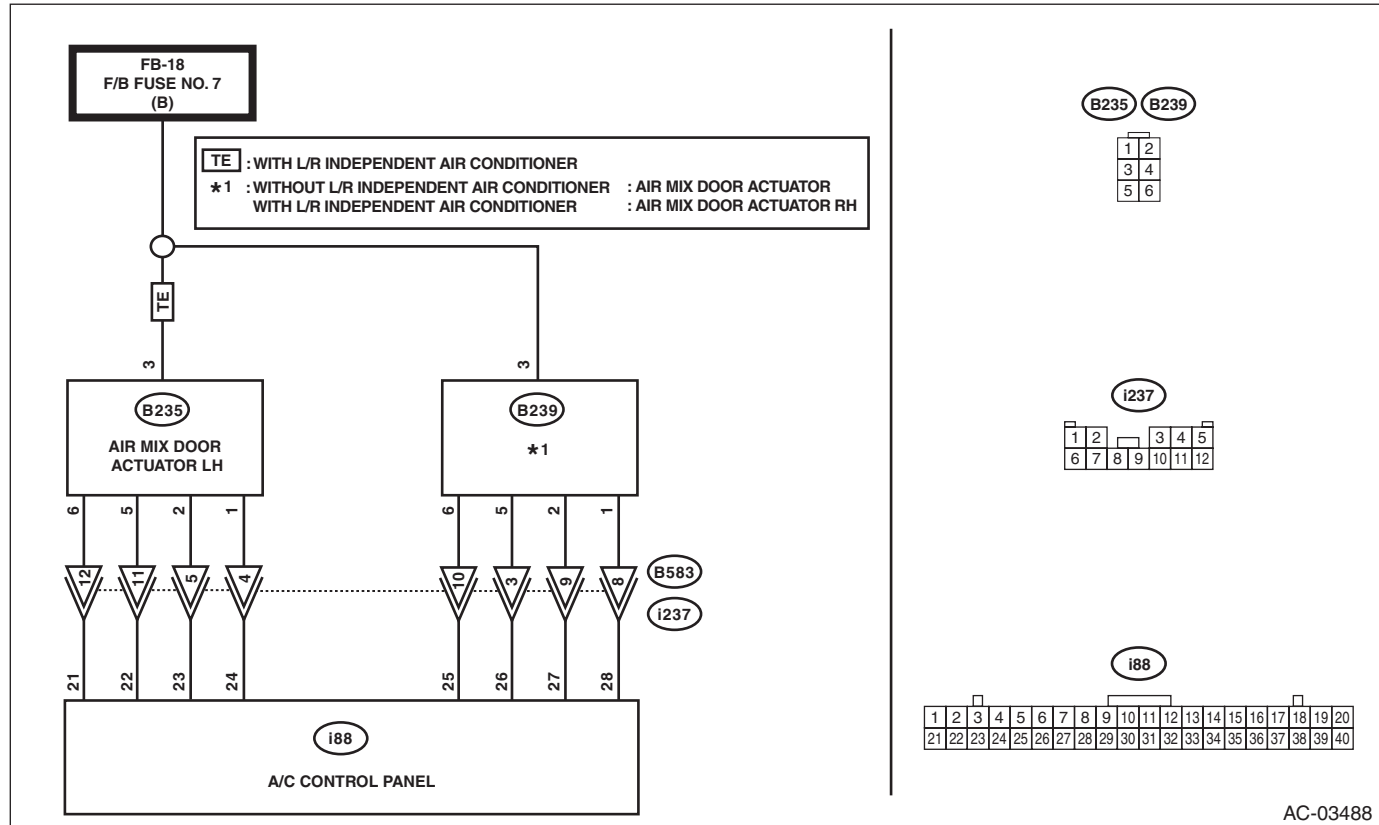 FB-18
F/B FUSE NO. 7
(B)
TE : WITH L/R INDEPENDENT AIR CONDITIONER
*1 : WITHOUT L/R INDEPENDENT AIR CONDITIONER : AIR MIX DOOR ACTUATOR
WITH L/R INDEPENDENT AIR CONDITIONER : AIR MIX DOOR ACTUATOR RH
TE
3 3
B235
AIR MIX DOOR
ACTUATOR LH
B239
*1
6 5 2 1 6 5 2 1
12 11 5 4 10 3 9 8
B583
i237
21 22 23 24 25 26 27 28
i88
A/C CONTROL PANEL
B235 B239
1 2
3 4
5 6
i237
1 2 3 4 5
6 7 8 9 10 11 12
i88
1 2 3 4 5 6 7 8 9 10 11 12 13 14 15 16 17 18 19 20
21 22 23 24 25 26 27 28 29 30 31 32 33 34 35 36 37 38 39 40
AC-03488